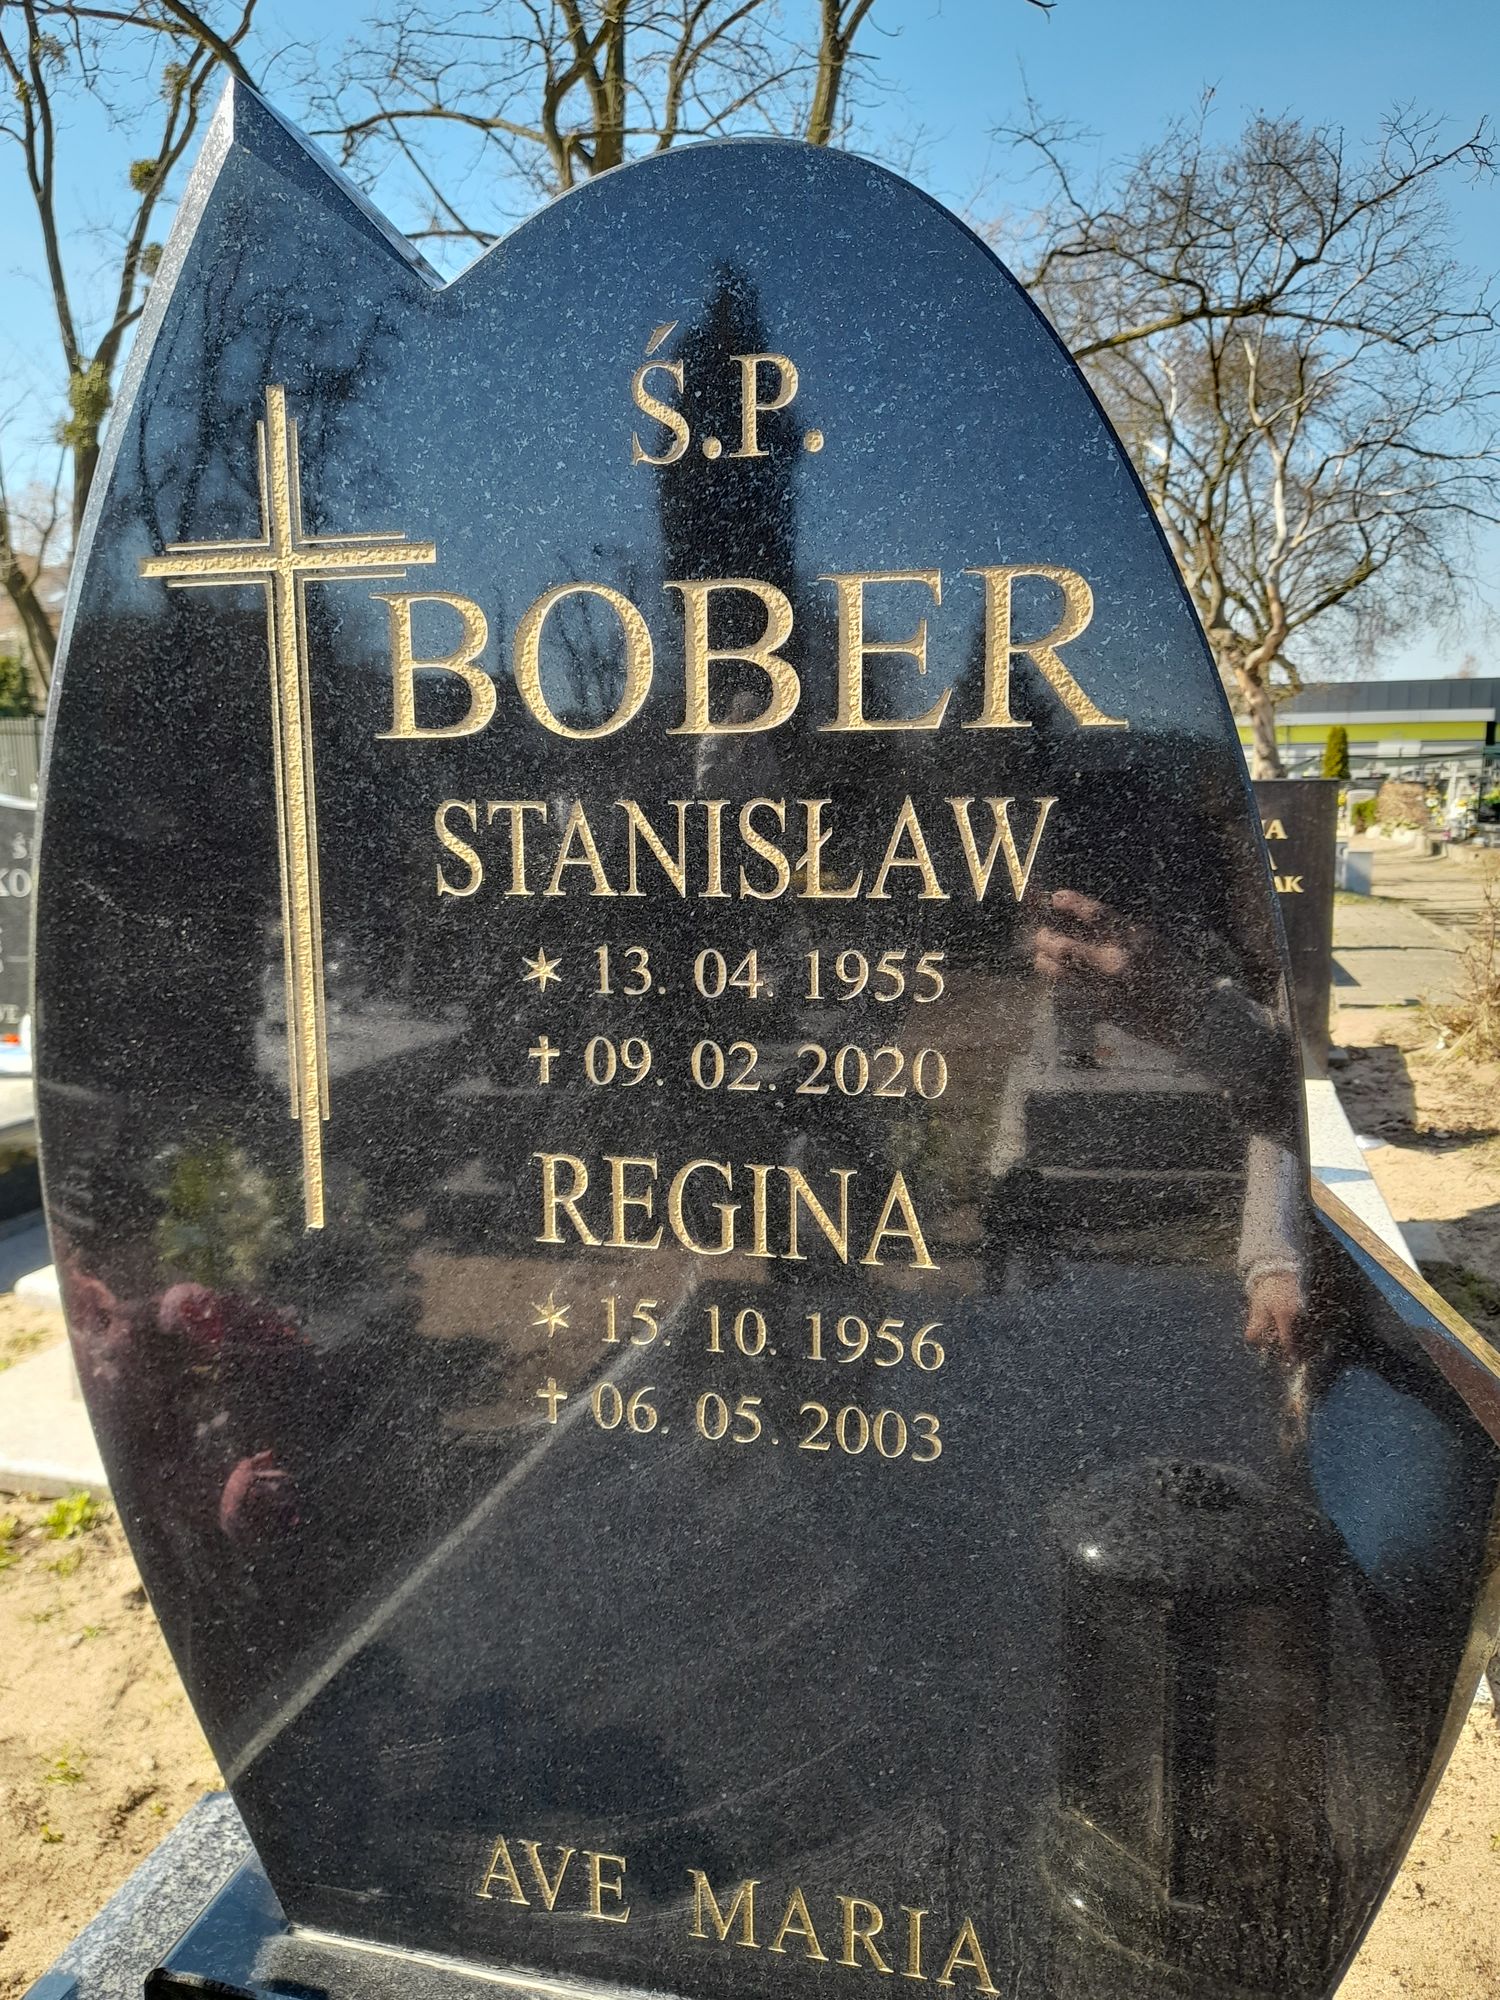 Ś.P.
BOBER
STANISŁAW
* 13. 04. 1955
† 09. 02. 2020
REGINA
* 15. 10. 1956
† 06. 05. 2003
AVE MARIA